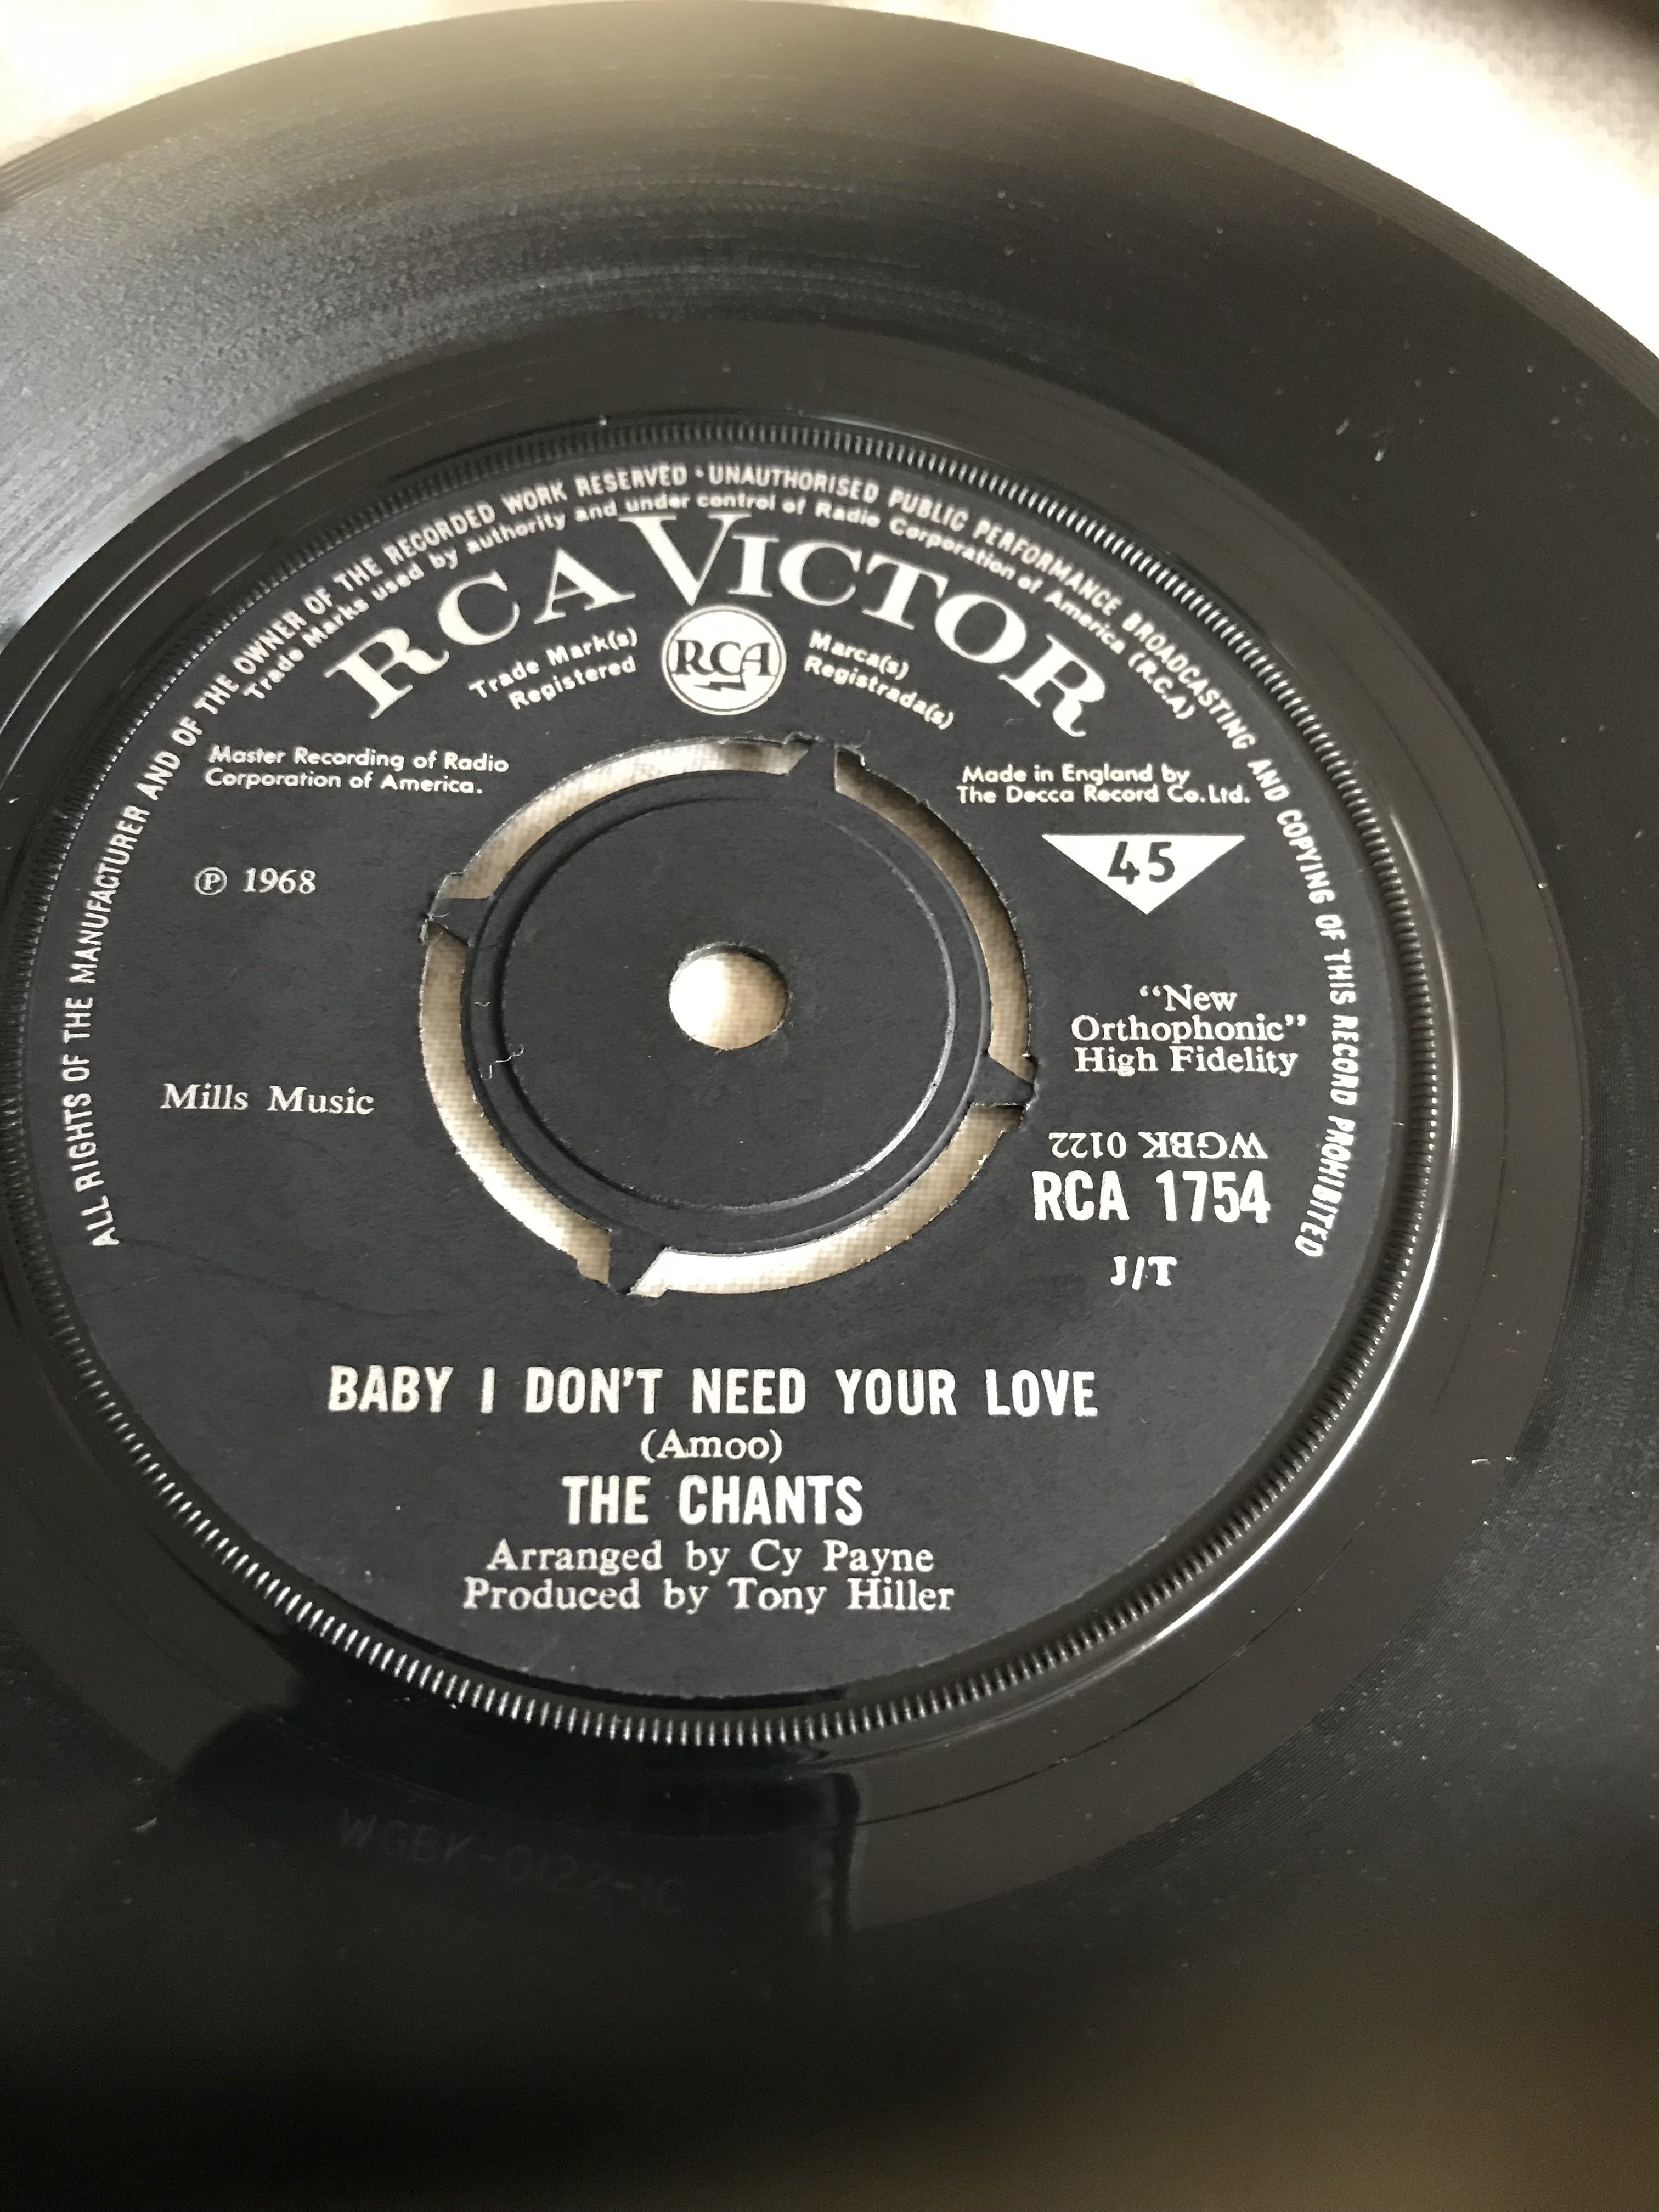 ALL RIGHTS OF THE MANUFACTURER AND OF THE OWNER OF THE RECORDED WORK RESERVED · UNAUTHORISED PUBLIC PERFORMANCE BROADCASTING AND COPYING OF THIS RECORD PROHIBITED
Trade Marks used by authority and under control of Radio Corporation of America (R.C.A)
RCA VICTOR
Trade Mark(s)
Registered
RCA
Marca(s)
Registrada(s)
Master Recording of Radio
Corporation of America.
Made in England by
The Decca Record Co. Ltd.
℗ 1968
45
“New
Orthophonic”
High Fidelity
Mills Music
WGBK 0122
RCA 1754
J/T
BABY I DON'T NEED YOUR LOVE
(Amoo)
THE CHANTS
Arranged by Cy Payne
Produced by Tony Hiller
WGBK-0122-1C